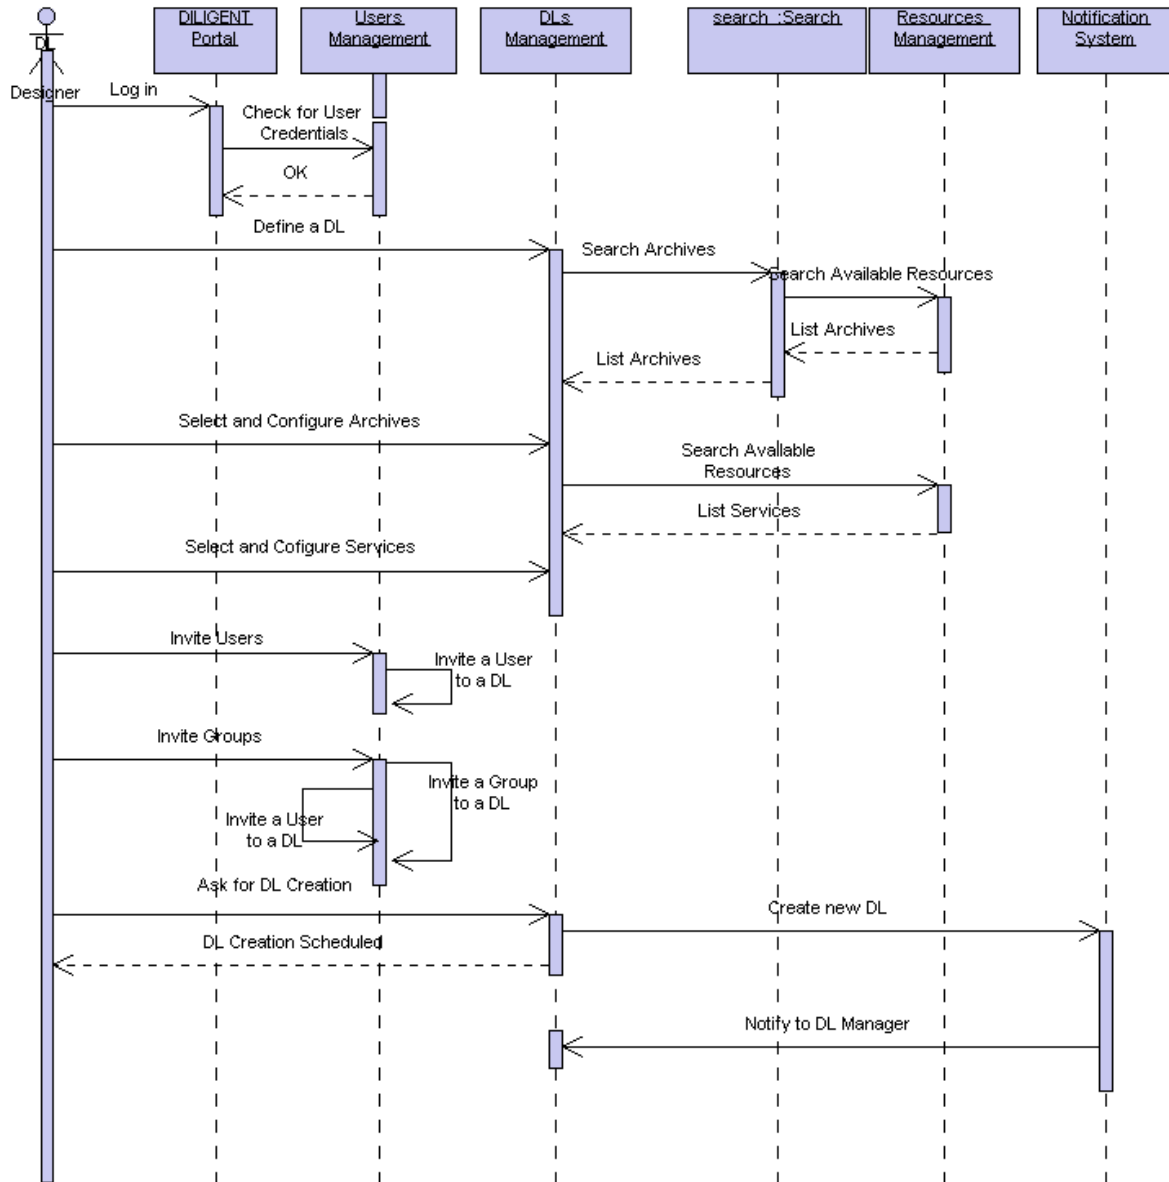 DILIGENT
Portal
Users
Management
DLs
Management
search :Search
Resources
Management
Notification
System
DL
Designer
Log in
Check for User
Credentials
OK
Define a DL
Search Archives
Search Available Resources
List Archives
List Archives
Select and Configure Archives
Search Available
Resources
List Services
Select and Cofigure Services
Invite Users
Invite a User
to a DL
Invite Groups
Invite a Group
to a DL
Invite a User
to a DL
Ask for DL Creation
Create new DL
DL Creation Scheduled
Notify to DL Manager